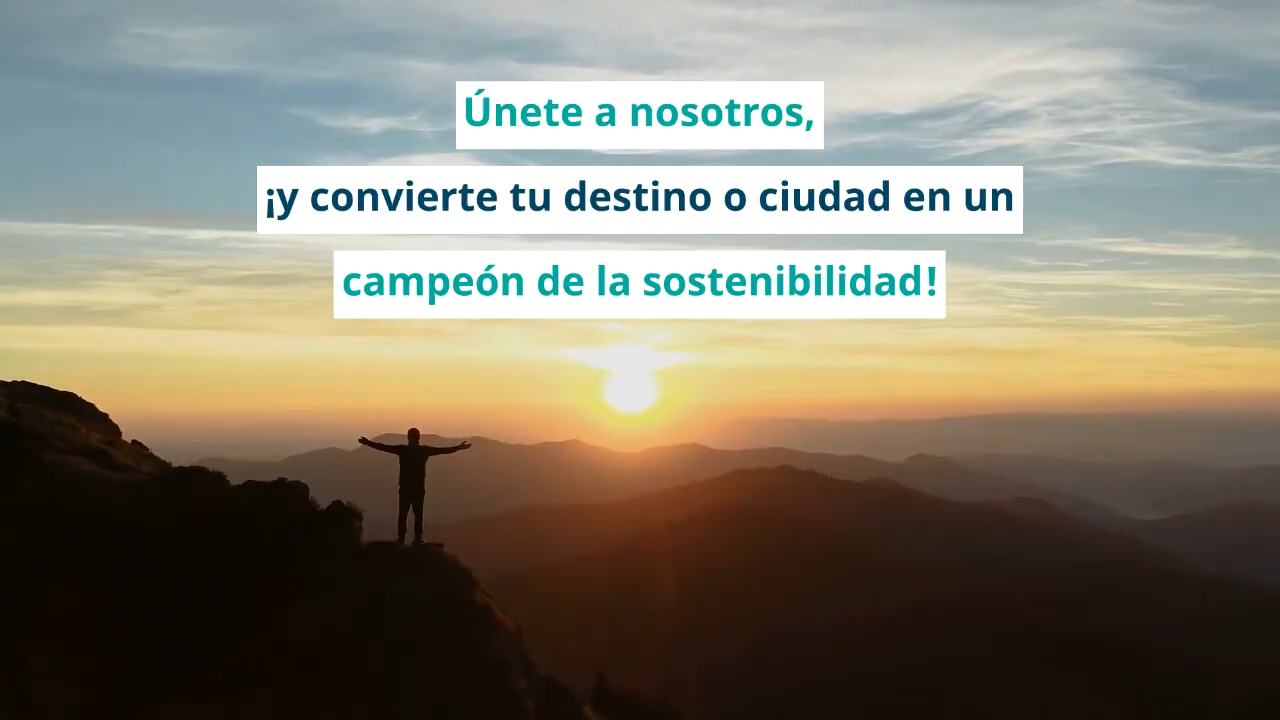 Únete a nosotros,
¡y convierte tu destino o ciudad en un
campeón de la sostenibilidad!